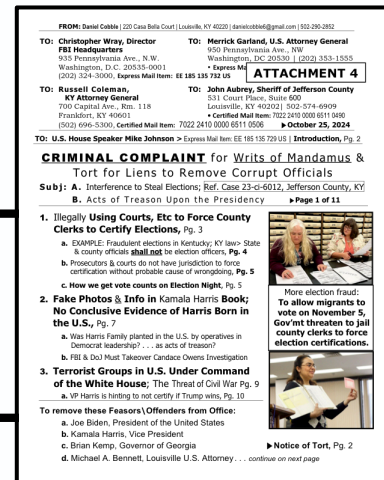 FROM: Daniel Cobble | 220 Casa Bella Court | Louisville, KY 40220 | danielcobble6@gmail.com | 502-290-2852
TO: Christopher Wray, Director
FBI Headquarters
935 Pennsylvania Ave., N.W.
Washington, D.C. 20535-0001
(202) 324-3000, Express Mail Item: EE 185 135 732 US
TO: Merrick Garland, U.S. Attorney General
950 Pennsylvania Ave., NW
Washington, DC 20530 | (202) 353-1555
• Express Ma
ATTACHMENT 4
TO: Russell Coleman,
KY Attorney General
700 Capital Ave., Rm. 118
Frankfort, KY 40601
(502) 696-5300, Certified Mail Item: 7022 2410 0000 6511 0506
TO: John Aubrey, Sheriff of Jefferson County
531 Court Place, Suite 600
Louisville, KY 40202| 502-574-6909
• Certified Mail Item: 7022 2410 0000 6511 0490
▶ October 25, 2024
TO: U.S. House Speaker Mike Johnson > Express Mail Item: EE 185 135 729 US | Introduction, Pg. 2
CRIMINAL COMPLAINT for Writs of Mandamus &
Tort for Liens to Remove Corrupt Officials
Subj: A. Interference to Steal Elections; Ref. Case 23-ci-6012, Jefferson County, KY
B. Acts of Treason Upon the Presidency ▶Page 1 of 11
1. Illegally Using Courts, Etc to Force County
Clerks to Certify Elections, Pg. 3
a. EXAMPLE: Fraudulent elections in Kentucky; KY law> State
& county officials shall not be election officers, Pg. 4
b. Prosecutors & courts do not have jurisdiction to force
certification without probable cause of wrongdoing, Pg. 5
c. How we get vote counts on Election Night, Pg. 5
2. Fake Photos & Info in Kamala Harris Book;
No Conclusive Evidence of Harris Born in
the U.S., Pg. 7
a. Was Harris Family planted in the U.S. by operatives in
Democrat leadership? . . . as acts of treason?
b. FBI & DoJ Must Takeover Candace Owens Investigation
3. Terrorist Groups in U.S. Under Command
of the White House; The Threat of Civil War Pg. 9
a. VP Harris is hinting to not certify if Trump wins, Pg. 10
More election fraud:
To allow migrants to
vote on November 5,
Gov'mt threaten to jail
county clerks to force
election certifications.
To remove these Feasors\Offenders from Office:
a. Joe Biden, President of the United States
b. Kamala Harris, Vice President
c. Brian Kemp, Governor of Georgia
d. Michael A. Bennett, Louisville U.S. Attorney . . . continue on next page
▶Notice of Tort, Pg. 2